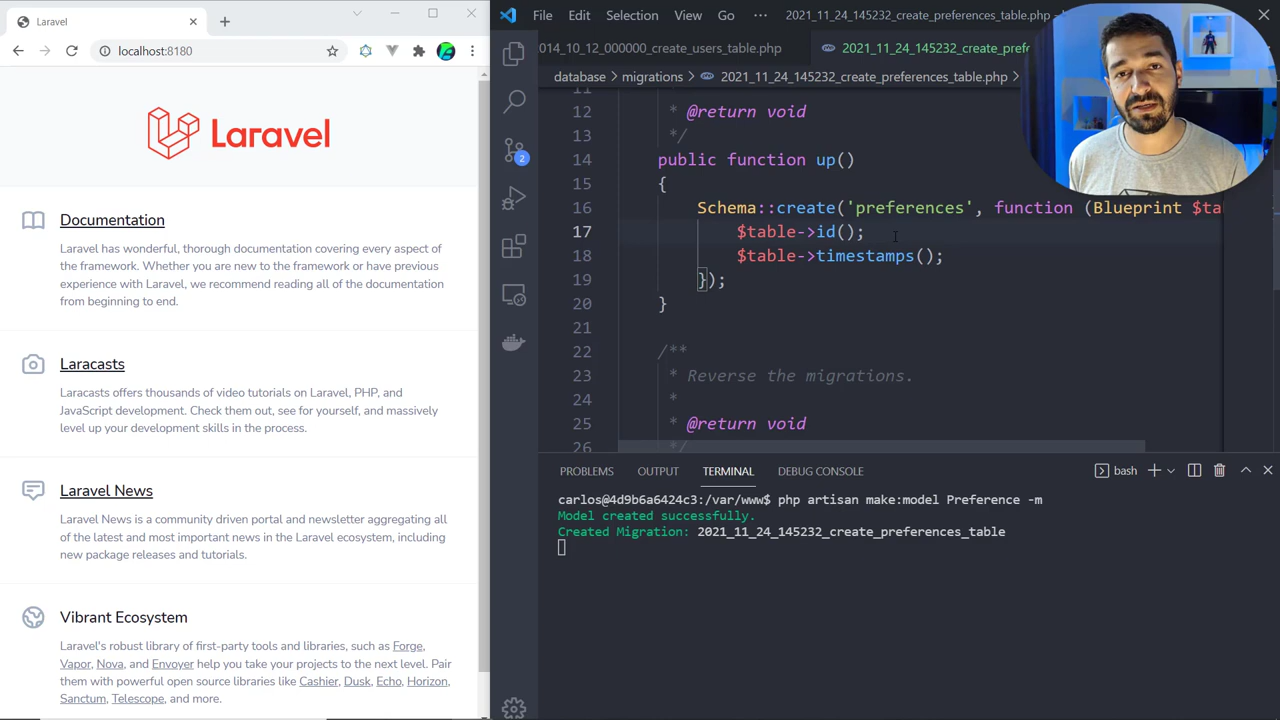 Laravel
localhost:8180
Laravel
Documentation
Laravel has wonderful, thorough documentation covering every aspect of
the framework. Whether you are new to the framework or have previous
experience with Laravel, we recommend reading all of the documentation
from beginning to end.
Laracasts
Laracasts offers thousands of video tutorials on Laravel, PHP, and
JavaScript development. Check them out, see for yourself, and massively
level up your development skills in the process.
Laravel News
Laravel News is a community driven portal and newsletter aggregating all
of the latest and most important news in the Laravel ecosystem, including
new package releases and tutorials.
Vibrant Ecosystem
Laravel's robust library of first-party tools and libraries, such as Forge,
Vapor, Nova, and Envoyer help you take your projects to the next level. Pair
them with powerful open source libraries like Cashier, Dusk, Echo, Horizon,
Sanctum, Telescope, and more.
File Edit Selection View Go ··· 2021_11_24_145232_create_preferences_table.php -
014_10_12_000000_create_users_table.php 2021_11_24_145232_create_prefe
database > migrations > 2021_11_24_145232_create_preferences_table.php >
2
11
12 * @return void
13 */
14 public function up()
15 {
16 Schema::create('preferences', function (Blueprint $ta
17 $table->id();
18 $table->timestamps();
19 });
20 }
21
22 /**
23 * Reverse the migrations.
24 *
25 * @return void
26 */
PROBLEMS OUTPUT TERMINAL DEBUG CONSOLE bash
carlos@4d9b6a6424c3:/var/www$ php artisan make:model Preference -m
Model created successfully.
Created Migration: 2021_11_24_145232_create_preferences_table